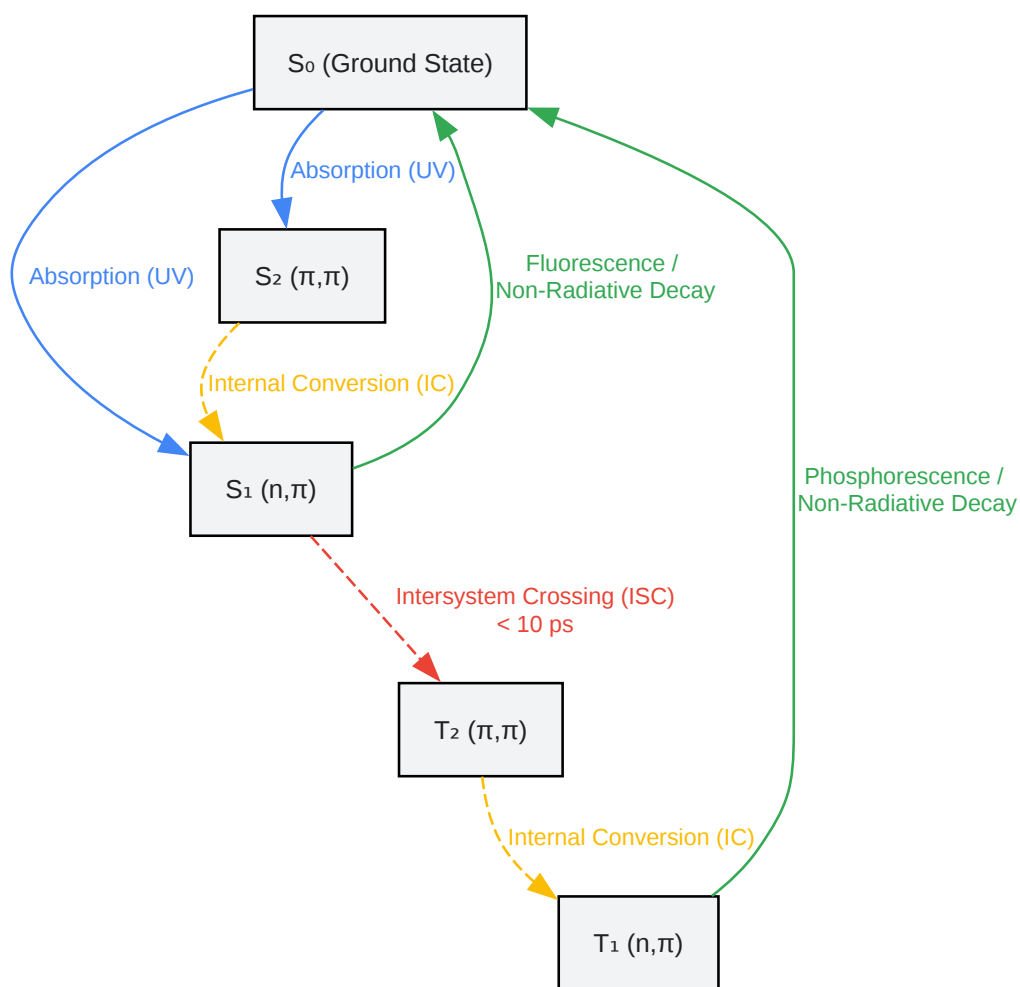 S₀ (Ground State)
Absorption (UV)
Fluorescence /
Non-Radiative Decay
Absorption (UV)
S₂ (π,π)
Internal Conversion (IC)
S₁ (n,π)
Phosphorescence /
Non-Radiative Decay
Intersystem Crossing (ISC)
< 10 ps
T₂ (π,π)
Internal Conversion (IC)
T₁ (n,π)